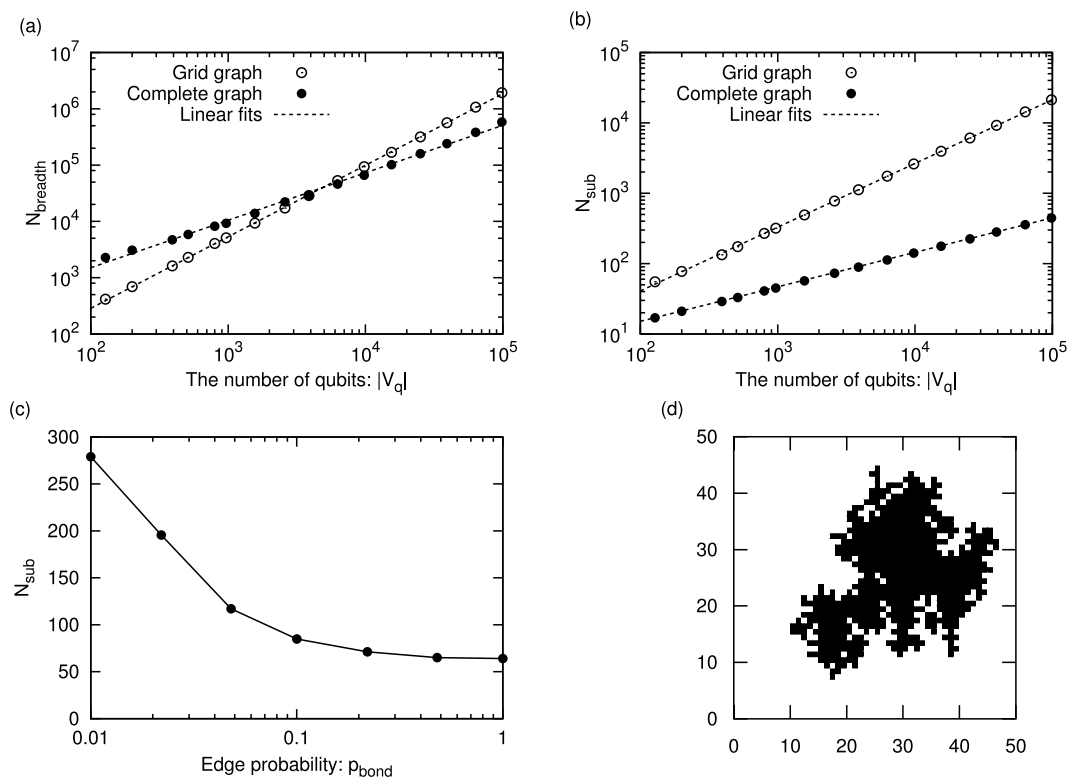 (a)
10^7
10^6
10^5
10^4
10^3
10^2
N_breadth
Grid graph
Complete graph
Linear fits
10^2 10^3 10^4 10^5
The number of qubits: |V_q|
(b)
10^5
10^4
10^3
10^2
10^1
N_sub
Grid graph
Complete graph
Linear fits
10^2 10^3 10^4 10^5
The number of qubits: |V_q|
(c)
300
250
200
150
100
50
0
N_sub
0.01 0.1 1
Edge probability: p_bond
(d)
50
40
30
20
10
0
0 10 20 30 40 50